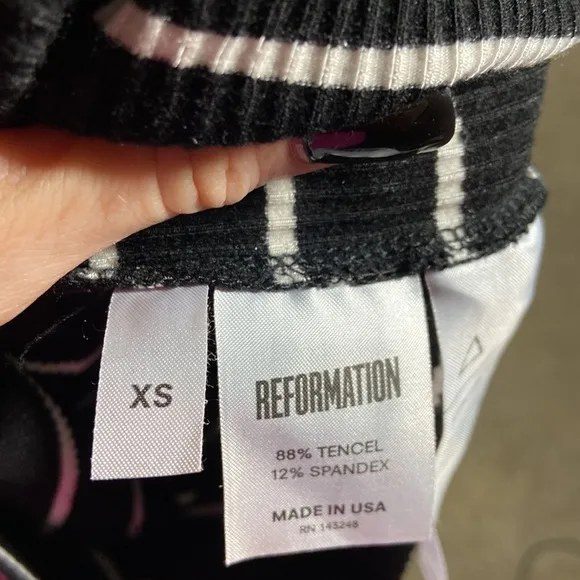 XS
REFORMATION
88% TENCEL
12% SPANDEX
MADE IN USA
RN 145248